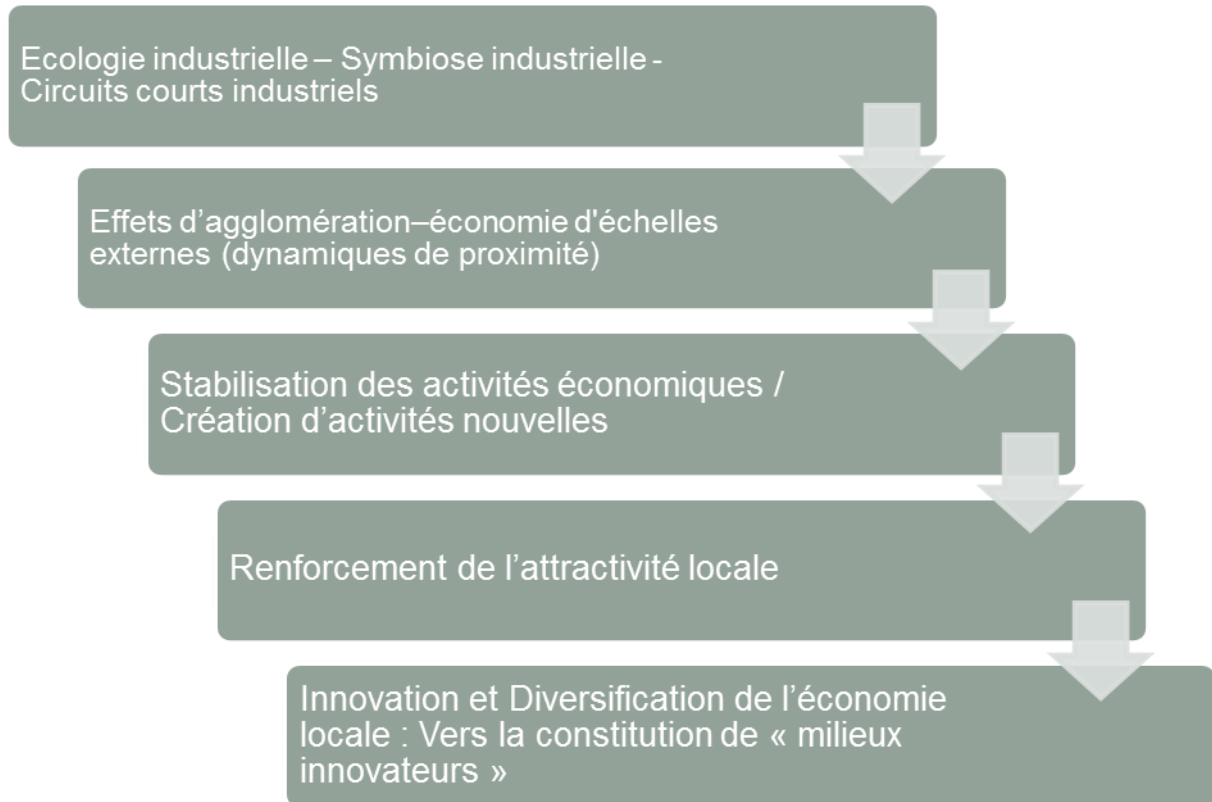 Ecologie industrielle – Symbiose industrielle -
Circuits courts industriels
Effets d’agglomération–économie d'échelles
externes (dynamiques de proximité)
Stabilisation des activités économiques /
Création d’activités nouvelles
Renforcement de l’attractivité locale
Innovation et Diversification de l’économie
locale : Vers la constitution de « milieux
innovateurs »